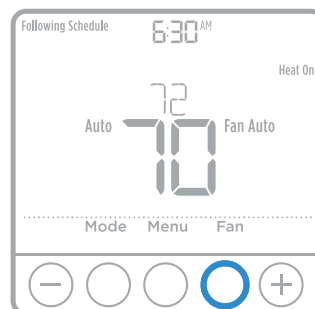 Following Schedule 6:30 AM
Heat On
72
Auto 70 Fan Auto
Mode Menu Fan
− +